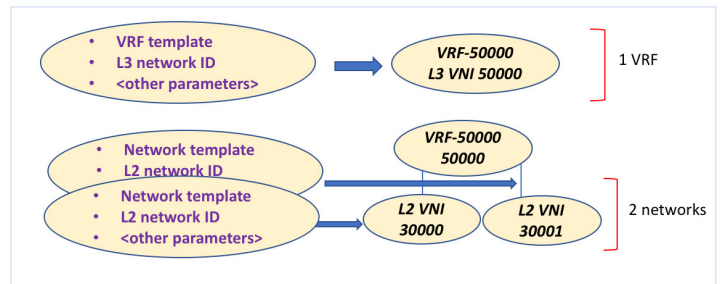 • VRF template
• L3 network ID
• <other parameters>
VRF-50000
L3 VNI 50000
1 VRF
• Network template
• L2 network ID
VRF-50000
50000
• Network template
• L2 network ID
• <other parameters>
L2 VNI
30000
L2 VNI
30001
2 networks